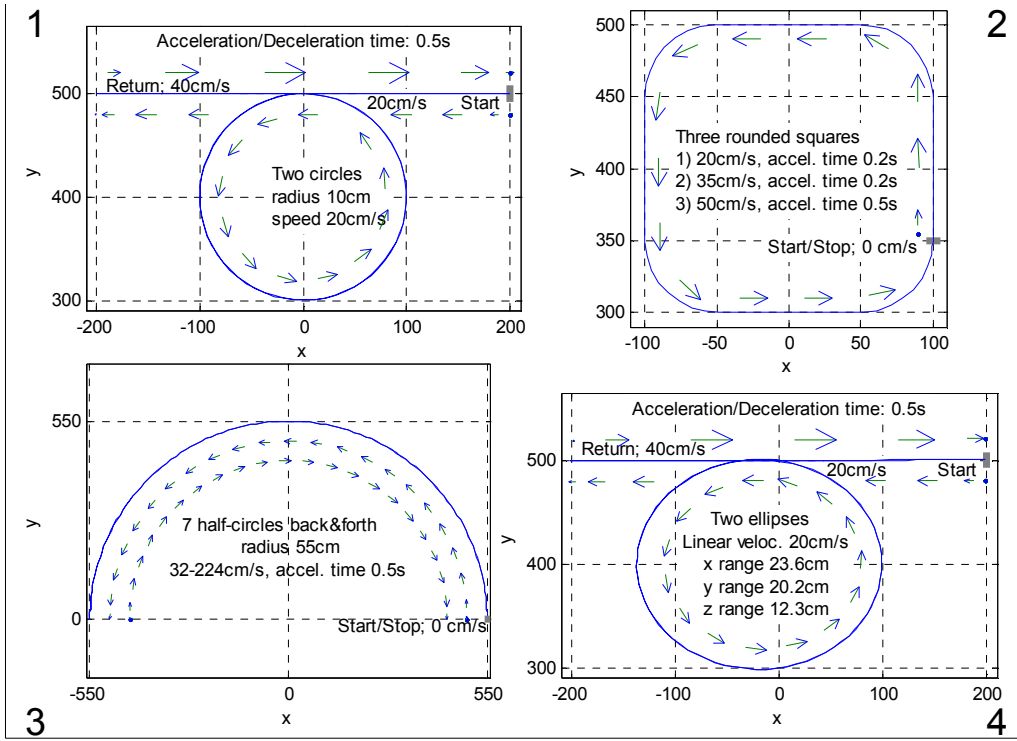 1
Acceleration/Deceleration time: 0.5s
Return; 40cm/s
20cm/s
Start
Two circles
radius 10cm
speed 20cm/s
y
500
400
300
-200
-100
0
100
200
x
2
Three rounded squares
1) 20cm/s, accel. time 0.2s
2) 35cm/s, accel. time 0.2s
3) 50cm/s, accel. time 0.5s
Start/Stop; 0 cm/s
y
500
450
400
350
300
-100
-50
0
50
100
x
3
7 half-circles back&forth
radius 55cm
32-224cm/s, accel. time 0.5s
Start/Stop; 0 cm/s
y
550
0
-550
0
550
x
4
Acceleration/Deceleration time: 0.5s
Return; 40cm/s
20cm/s
Start
Two ellipses
Linear veloc. 20cm/s
x range 23.6cm
y range 20.2cm
z range 12.3cm
y
500
400
300
-200
-100
0
100
200
x